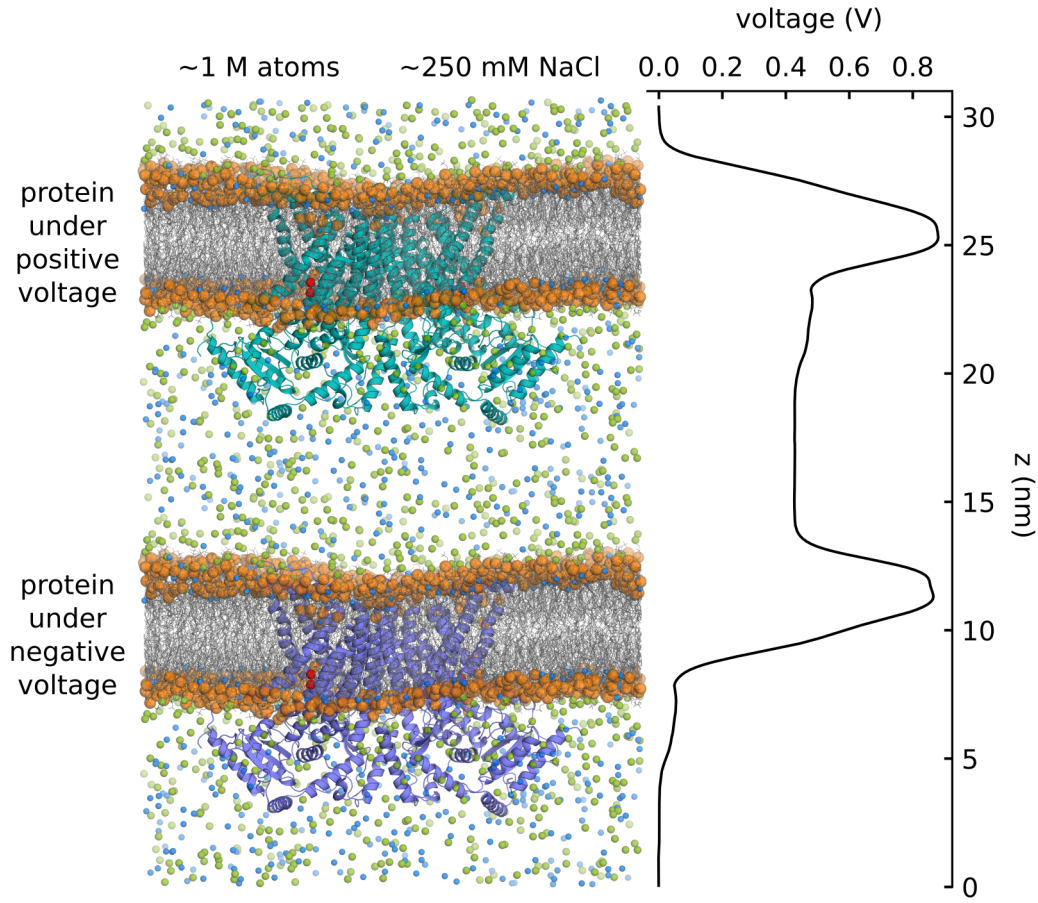 voltage (V)
~1 M atoms
~250 mM NaCl
0.0 0.2 0.4 0.6 0.8
30
protein
under
positive
voltage
25
20
z (nm)
15
protein
under
negative
voltage
10
5
0